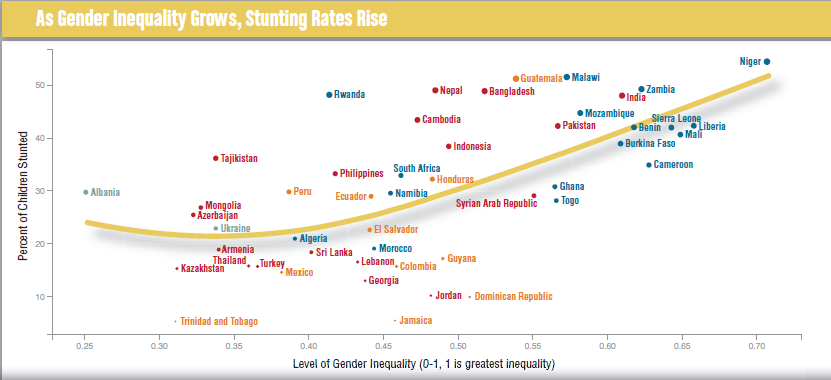 As Gender Inequality Grows, Stunting Rates Rise
Niger
Guatemala Malawi
50
Rwanda
Nepal
Bangladesh
Zambia
India
Mozambique
Cambodia
Pakistan
Sierra Leone
Benin
Liberia
Mali
40
Indonesia
Burkina Faso
Tajikistan
Cameroon
Philippines
South Africa
Honduras
30
Albania
Peru
Ecuador
Namibia
Ghana
Syrian Arab Republic
Togo
Mongolia
Azerbaijan
Ukraine
El Salvador
20
Algeria
Armenia
Morocco
Sri Lanka
Thailand
Turkey
Lebanon
Guyana
Kazakhstan
Mexico
Colombia
Georgia
10
Jordan
Dominican Republic
Trinidad and Tobago
Jamaica
Percent of Children Stunted
0.25 0.30 0.35 0.40 0.45 0.50 0.55 0.60 0.65 0.70
Level of Gender Inequality (0-1, 1 is greatest inequality)